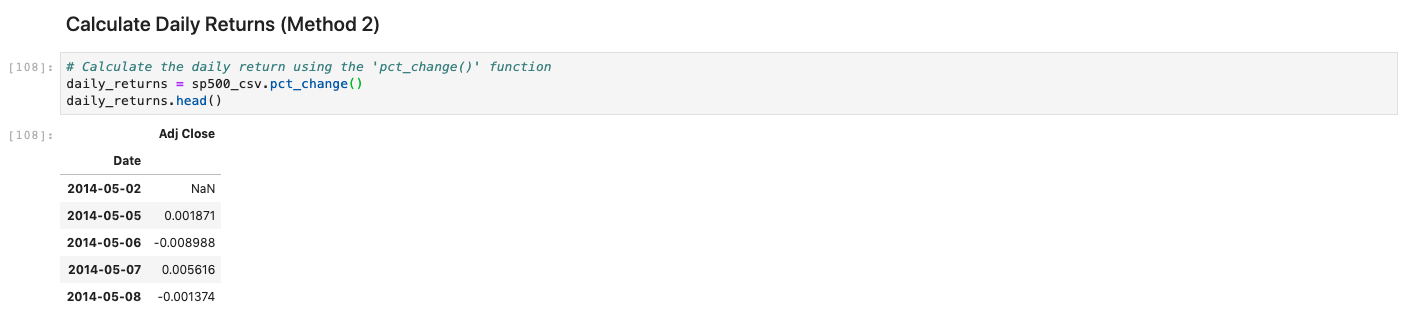 Calculate Daily Returns (Method 2)
[108]:
# Calculate the daily return using the 'pct_change()' function
daily_returns = sp500_csv.pct_change()
daily_returns.head()
[108]:
Adj Close
Date
2014-05-02 NaN
2014-05-05 0.001871
2014-05-06 -0.008988
2014-05-07 0.005616
2014-05-08 -0.001374